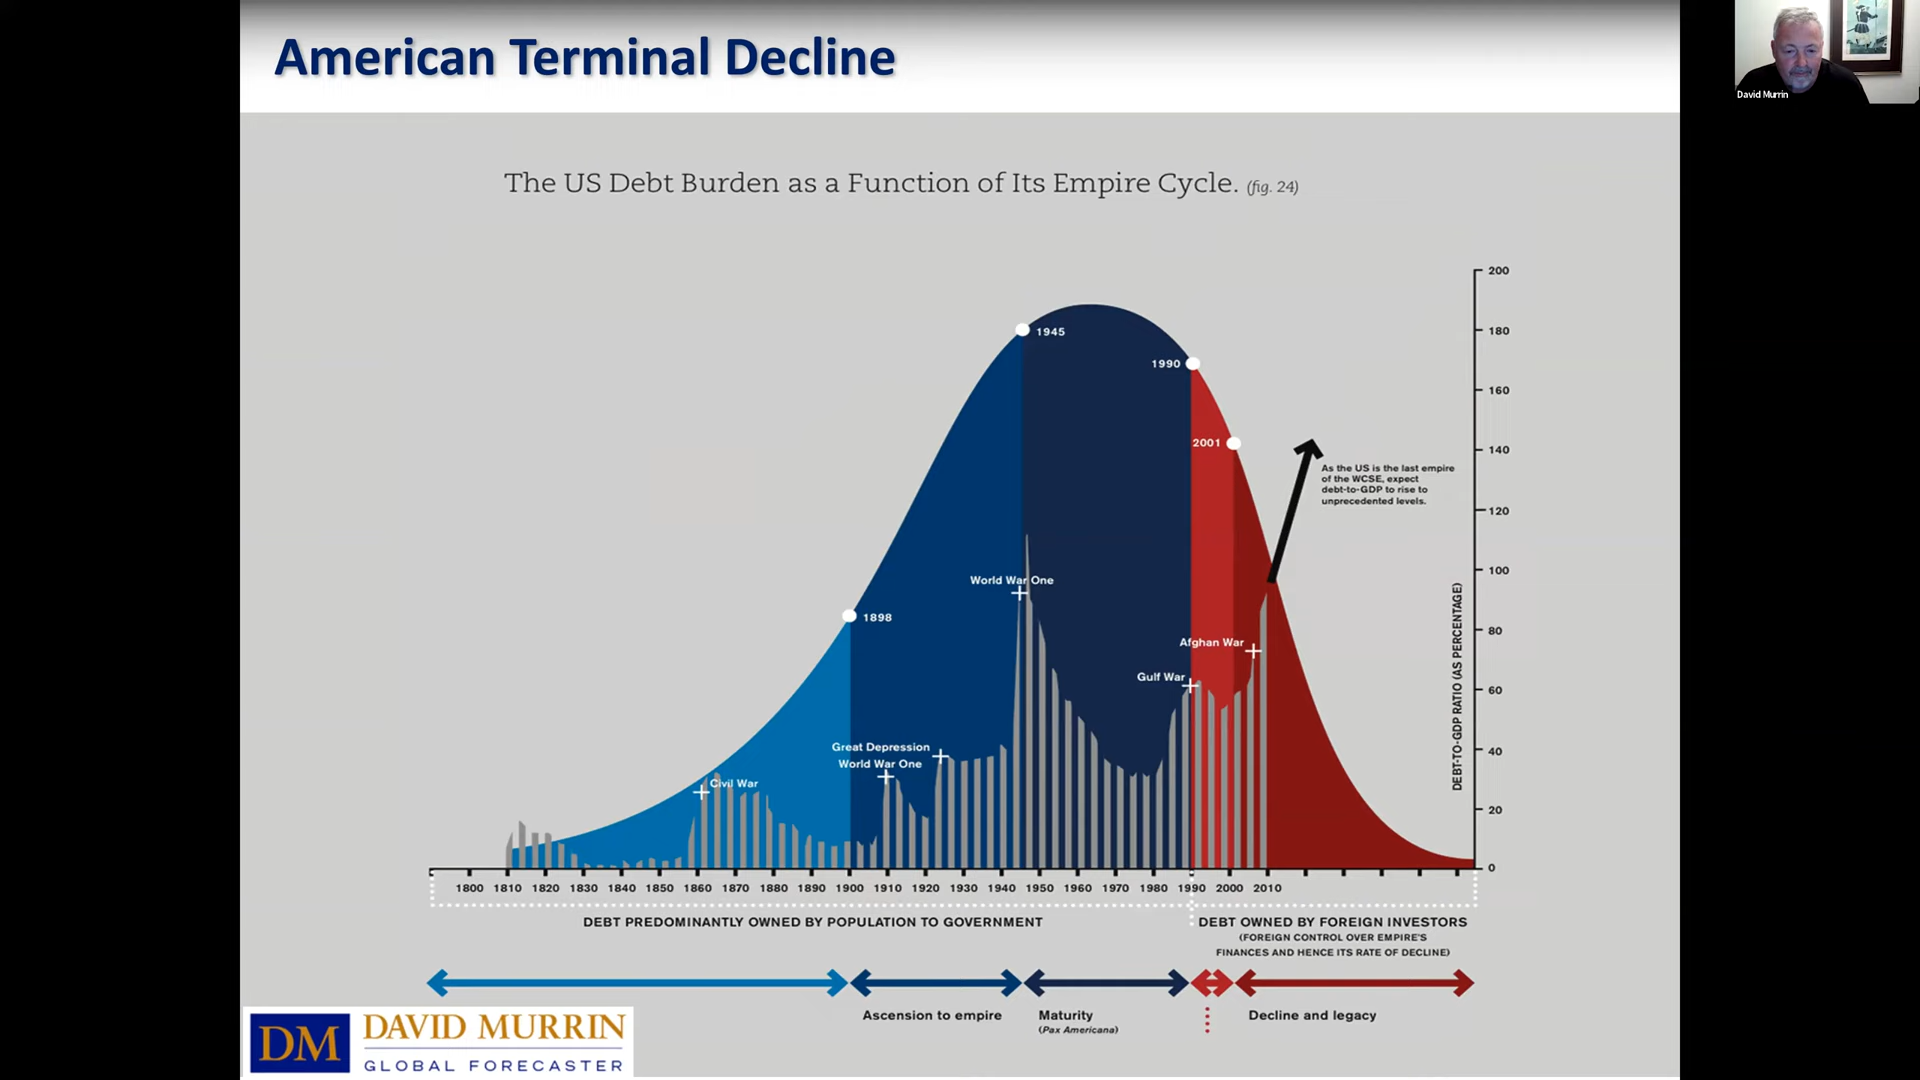 American Terminal Decline
David Murrin
The US Debt Burden as a Function of Its Empire Cycle. (fig. 24)
200
180
160
140
120
100
80
60
40
20
0
DEBT-TO-GDP RATIO (AS PERCENTAGE)
1945
1990
2001
1898
As the US is the last empire
of the WCSE, expect
debt-to-GDP to rise to
unprecedented levels.
World War One
Afghan War
Gulf War
Great Depression
World War One
Civil War
1800 1810 1820 1830 1840 1850 1860 1870 1880 1890 1900 1910 1920 1930 1940 1950 1960 1970 1980 1990 2000 2010
DEBT PREDOMINANTLY OWNED BY POPULATION TO GOVERNMENT
DEBT OWNED BY FOREIGN INVESTORS
(FOREIGN CONTROL OVER EMPIRE'S
FINANCES AND HENCE ITS RATE OF DECLINE)
Ascension to empire
Maturity
(Pax Americana)
Decline and legacy
DM
DAVID MURRIN
GLOBAL FORECASTER